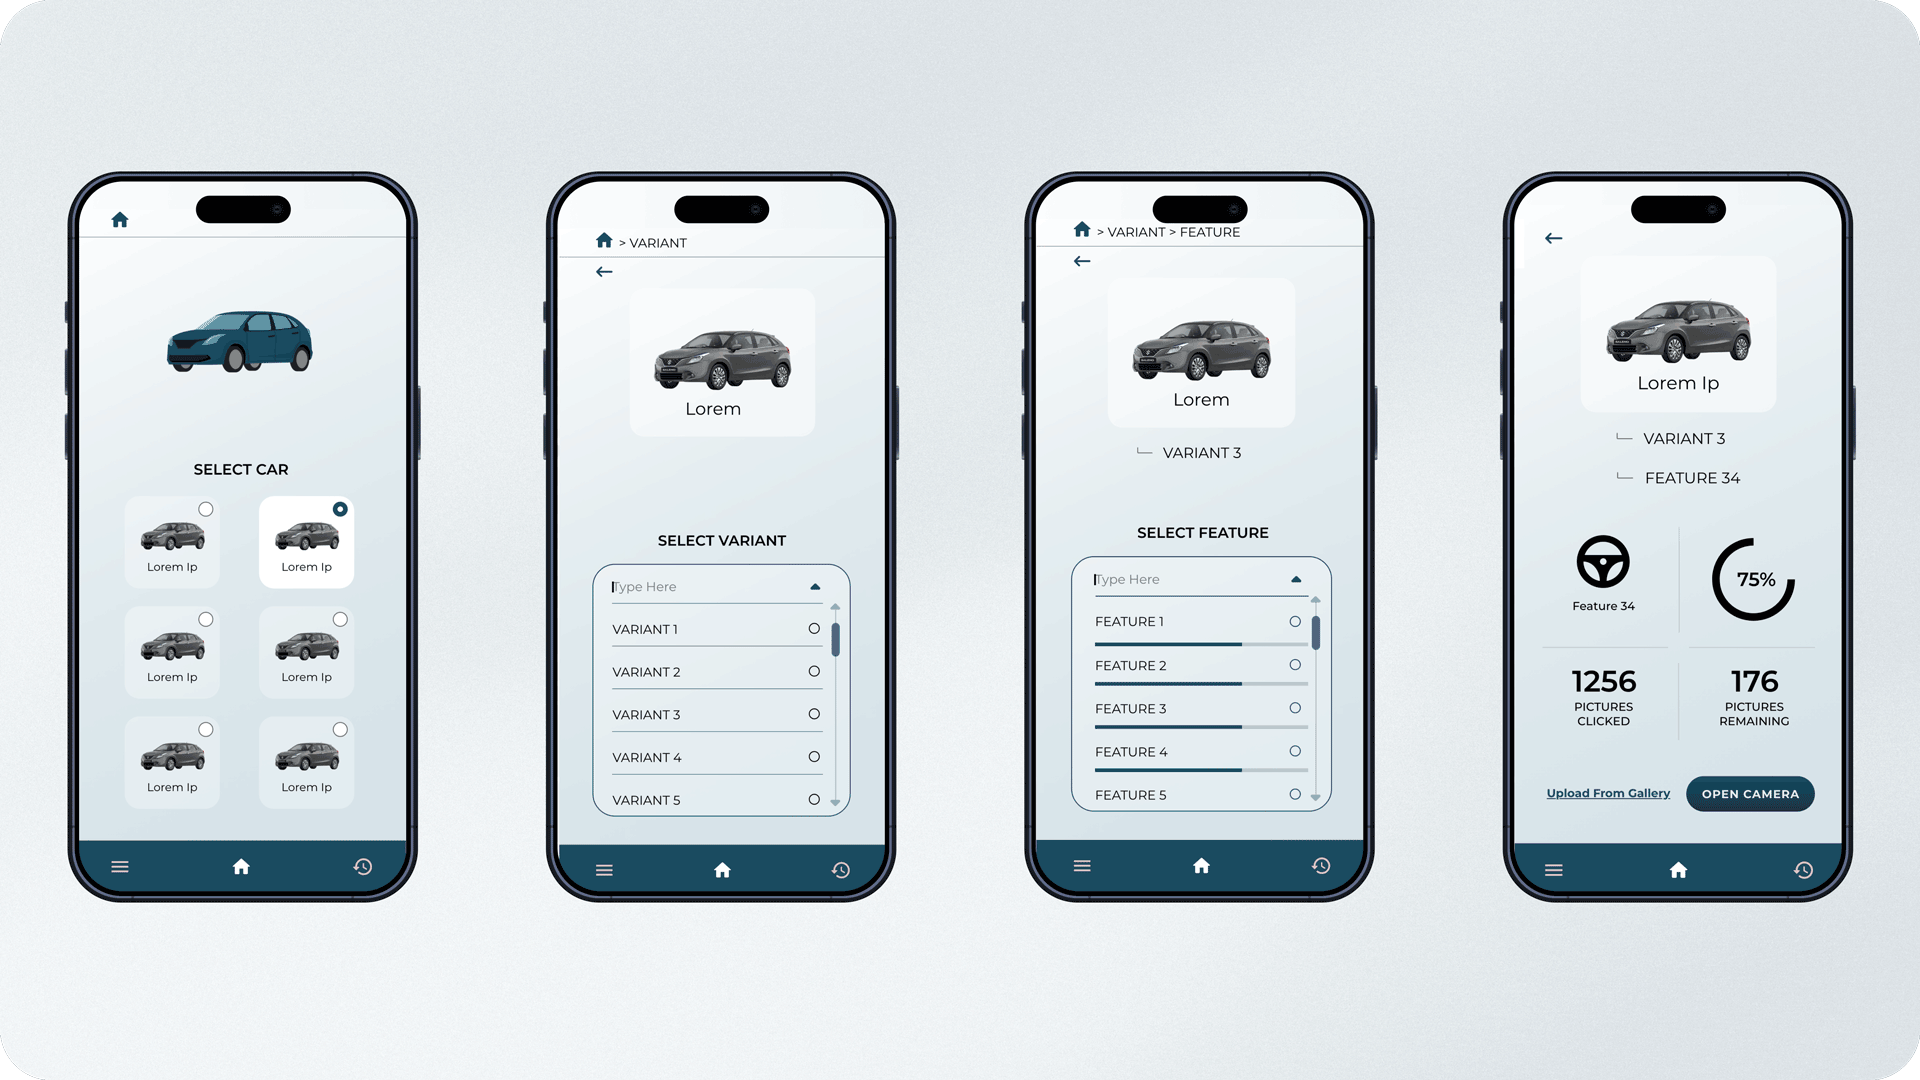 SELECT CAR
Lorem Ip
Lorem Ip
Lorem Ip
Lorem Ip
Lorem Ip
Lorem Ip
> VARIANT
Lorem
SELECT VARIANT
Type Here
VARIANT 1
VARIANT 2
VARIANT 3
VARIANT 4
VARIANT 5
> VARIANT > FEATURE
Lorem
VARIANT 3
SELECT FEATURE
Type Here
FEATURE 1
FEATURE 2
FEATURE 3
FEATURE 4
FEATURE 5
Lorem Ip
VARIANT 3
FEATURE 34
Feature 34
75%
1256
PICTURES
CLICKED
176
PICTURES
REMAINING
Upload From Gallery
OPEN CAMERA